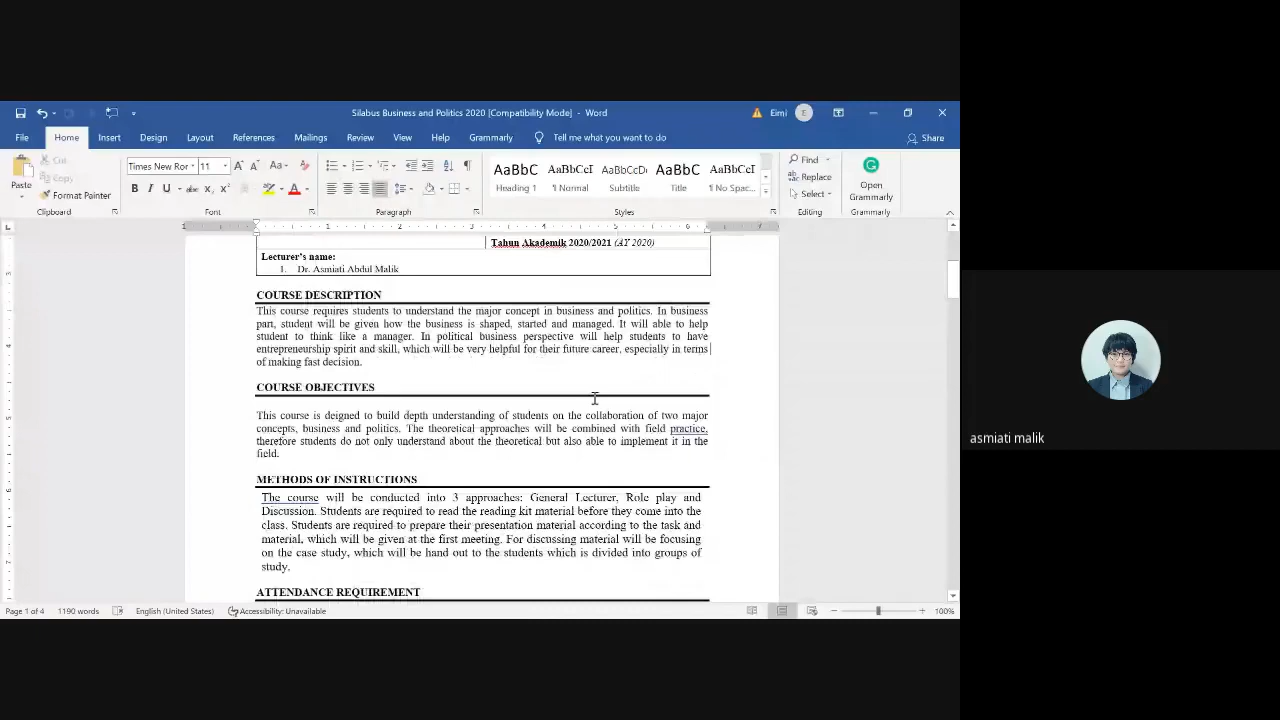 Silabus Business and Politics 2020 [Compatibility Mode] - Word
Eimi
E
File Home Insert Design Layout References Mailings Review View Help Grammarly Tell me what you want to do Share
Paste
Cut
Copy
Format Painter
Clipboard
Times New Ror 11
Font
Paragraph
AaBbC AaBbCcI AaBbCcDı AaBbC AaBbCcI
Heading 1 ¶ Normal Subtitle Title ¶ No Spac...
Styles
Find
Replace
Select
Editing
Open
Grammarly
Grammarly
1 1 2 3 4 5 6 7
Tahun Akademik 2020/2021 (AY 2020)
Lecturer's name:
1. Dr. Asmiati Abdul Malik
COURSE DESCRIPTION
This course requires students to understand the major concept in business and politics. In business
part, student will be given how the business is shaped, started and managed. It will able to help
student to think like a manager. In political business perspective will help students to have
entrepreneurship spirit and skill, which will be very helpful for their future career, especially in terms
of making fast decision.
COURSE OBJECTIVES
This course is deigned to build depth understanding of students on the collaboration of two major
concepts, business and politics. The theoretical approaches will be combined with field practice,
therefore students do not only understand about the theoretical but also able to implement it in the
field.
METHODS OF INSTRUCTIONS
The course will be conducted into 3 approaches: General Lecturer, Role play and
Discussion. Students are required to read the reading kit material before they come into the
class. Students are required to prepare their presentation material according to the task and
material, which will be given at the first meeting. For discussing material will be focusing
on the case study, which will be hand out to the students which is divided into groups of
study.
ATTENDANCE REQUIREMENT
Page 1 of 4 1190 words English (United States) Accessibility: Unavailable 100%
asmiati malik